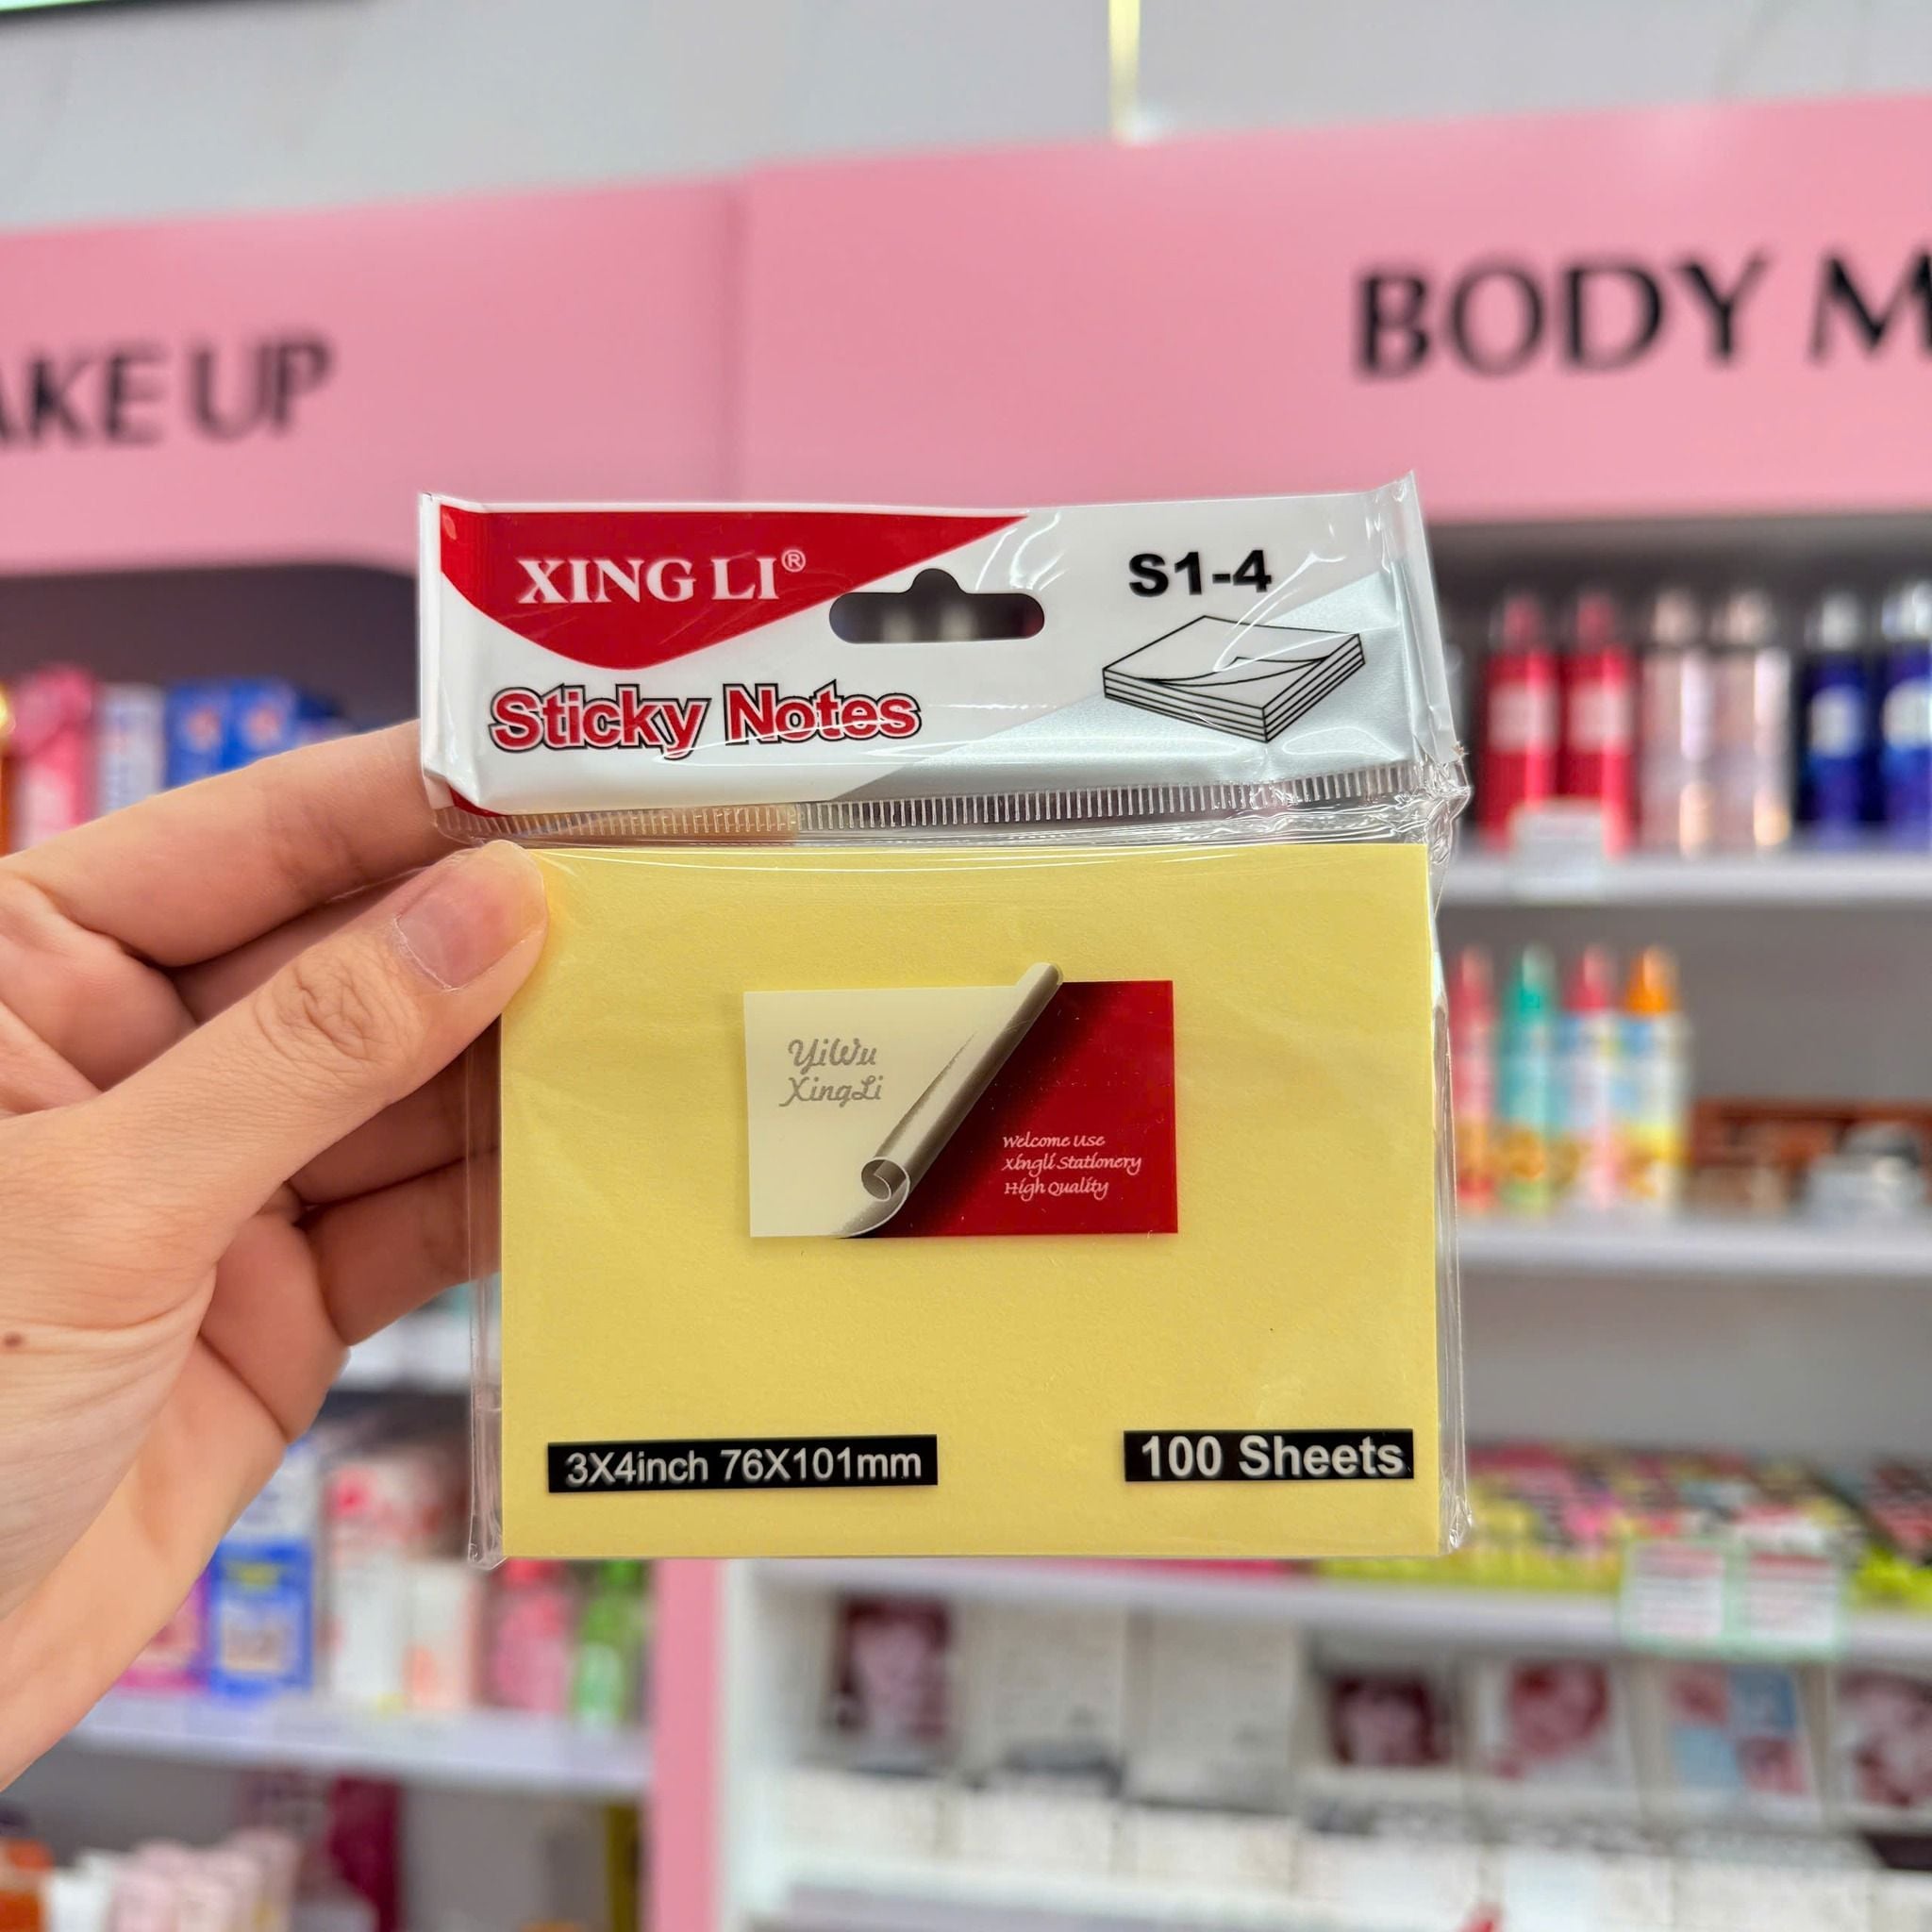 AKE UP
BODY M
XING LI®
S1-4
Sticky Notes
YiWu
XingLi
Welcome Use
Xingli Stationery
High Quality
3X4inch 76X101mm
100 Sheets